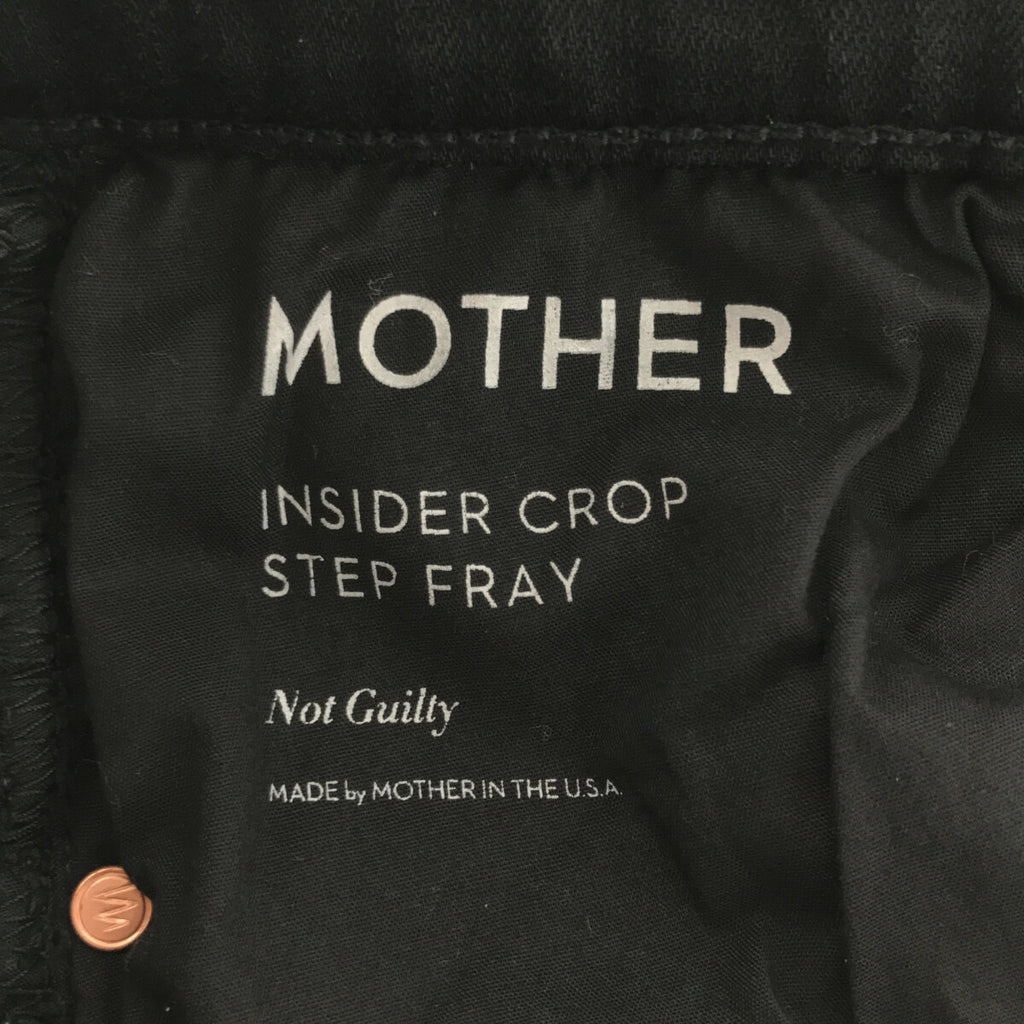 MOTHER
INSIDER CROP
STEP FRAY
Not Guilty
MADE by MOTHER IN THE U.S.A.
M